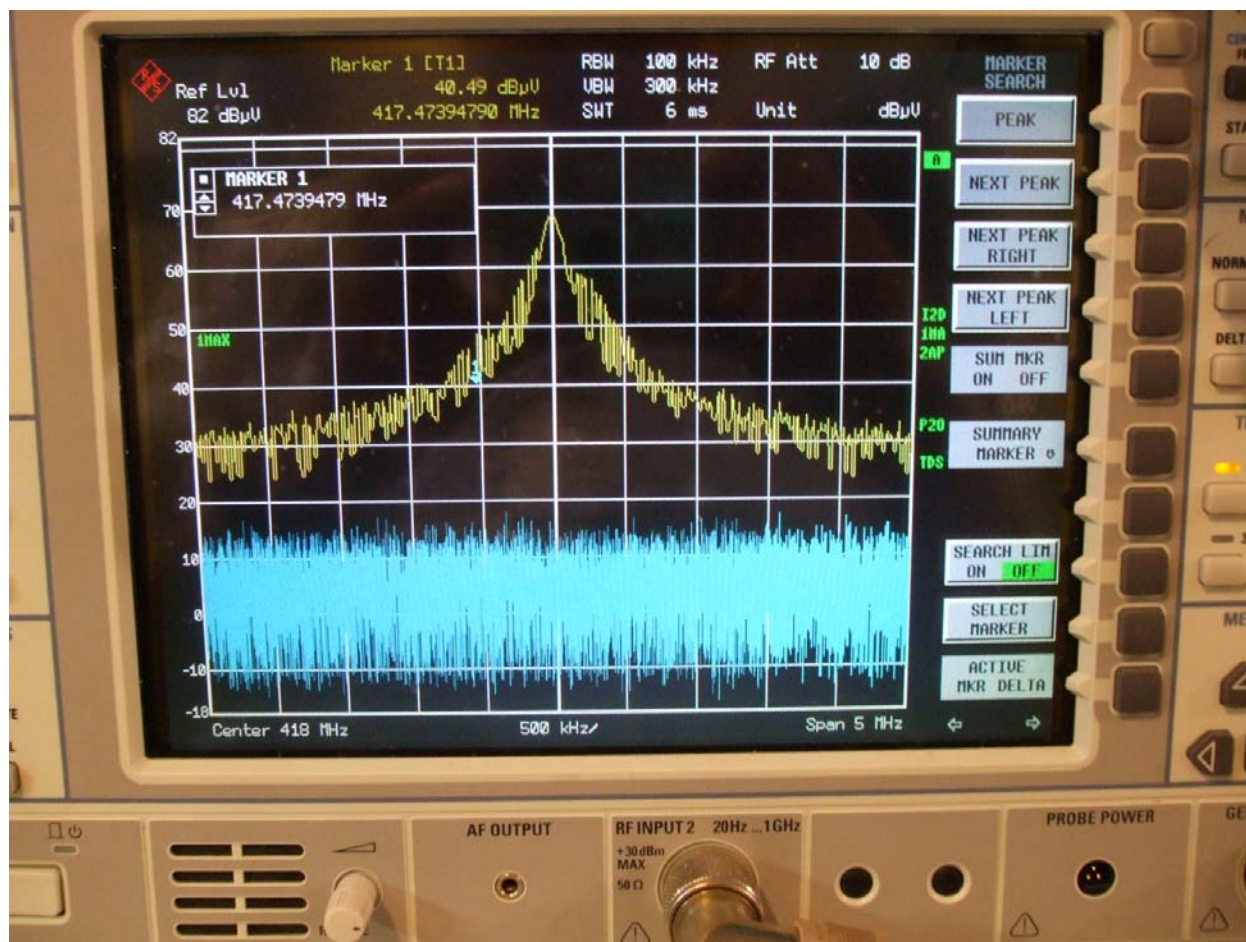 Marker 1 [T1]
RBW 100 kHz RF Att 10 dB
Ref Lvl
40.49 dBµV
VBW 300 kHz
82 dBµV
417.47394790 MHz
SWT 6 ms Unit dBµV
82
MARKER 1
417.4739479 MHz
70
60
50
1MAX
1
40
30
20
10
0
-10
-18
Center 418 MHz 500 kHz/ Span 5 MHz
A
I2D
1MA
2AP
P20
TDS
MARKER
SEARCH
PEAK
NEXT PEAK
NEXT PEAK
RIGHT
NEXT PEAK
LEFT
SUM MKR
ON OFF
SUMMARY
MARKER
SEARCH LIM
ON OFF
SELECT
MARKER
ACTIVE
MKR DELTA
AF OUTPUT
RF INPUT 2 20Hz ...1GHz
+30dBm
MAX
50 Ω
PROBE POWER